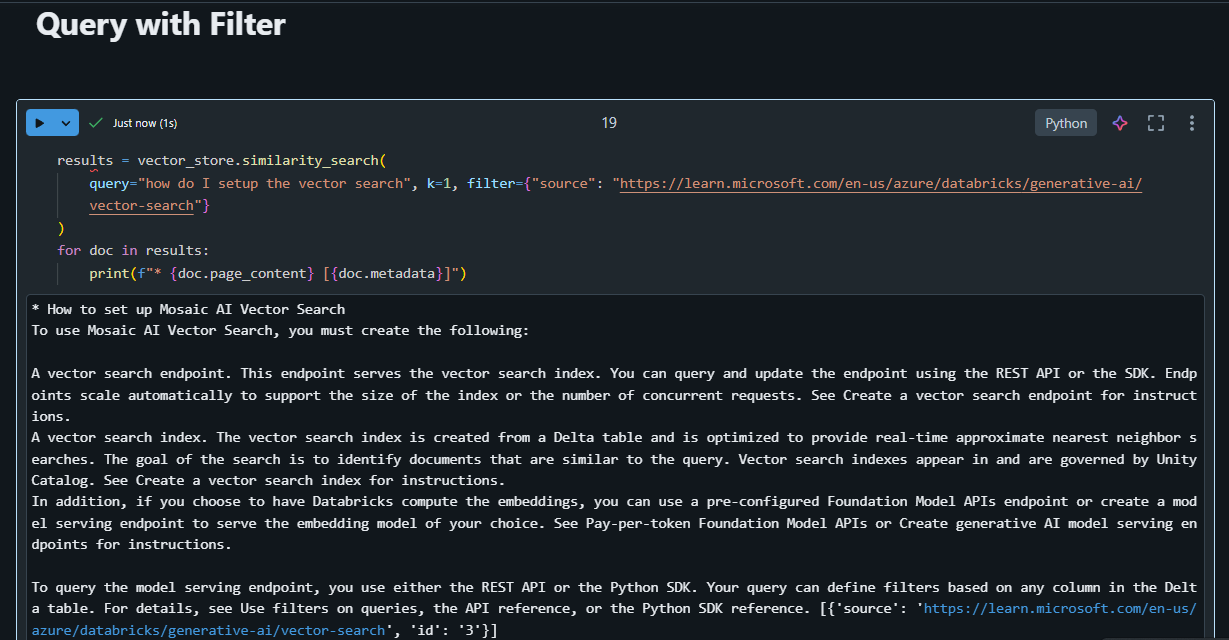 Query with Filter
Just now (1s)
19
Python
results = vector_store.similarity_search(
query="how do I setup the vector search", k=1, filter={"source": "https://learn.microsoft.com/en-us/azure/databricks/generative-ai/
vector-search"}
)
for doc in results:
print(f"* {doc.page_content} [{doc.metadata}]")
* How to set up Mosaic AI Vector Search
To use Mosaic AI Vector Search, you must create the following:
A vector search endpoint. This endpoint serves the vector search index. You can query and update the endpoint using the REST API or the SDK. Endp
oints scale automatically to support the size of the index or the number of concurrent requests. See Create a vector search endpoint for instruct
ions.
A vector search index. The vector search index is created from a Delta table and is optimized to provide real-time approximate nearest neighbor s
earches. The goal of the search is to identify documents that are similar to the query. Vector search indexes appear in and are governed by Unity
Catalog. See Create a vector search index for instructions.
In addition, if you choose to have Databricks compute the embeddings, you can use a pre-configured Foundation Model APIs endpoint or create a mod
el serving endpoint to serve the embedding model of your choice. See Pay-per-token Foundation Model APIs or Create generative AI model serving en
dpoints for instructions.
To query the model serving endpoint, you use either the REST API or the Python SDK. Your query can define filters based on any column in the Delt
a table. For details, see Use filters on queries, the API reference, or the Python SDK reference. [{'source': 'https://learn.microsoft.com/en-us/
azure/databricks/generative-ai/vector-search', 'id': '3'}]